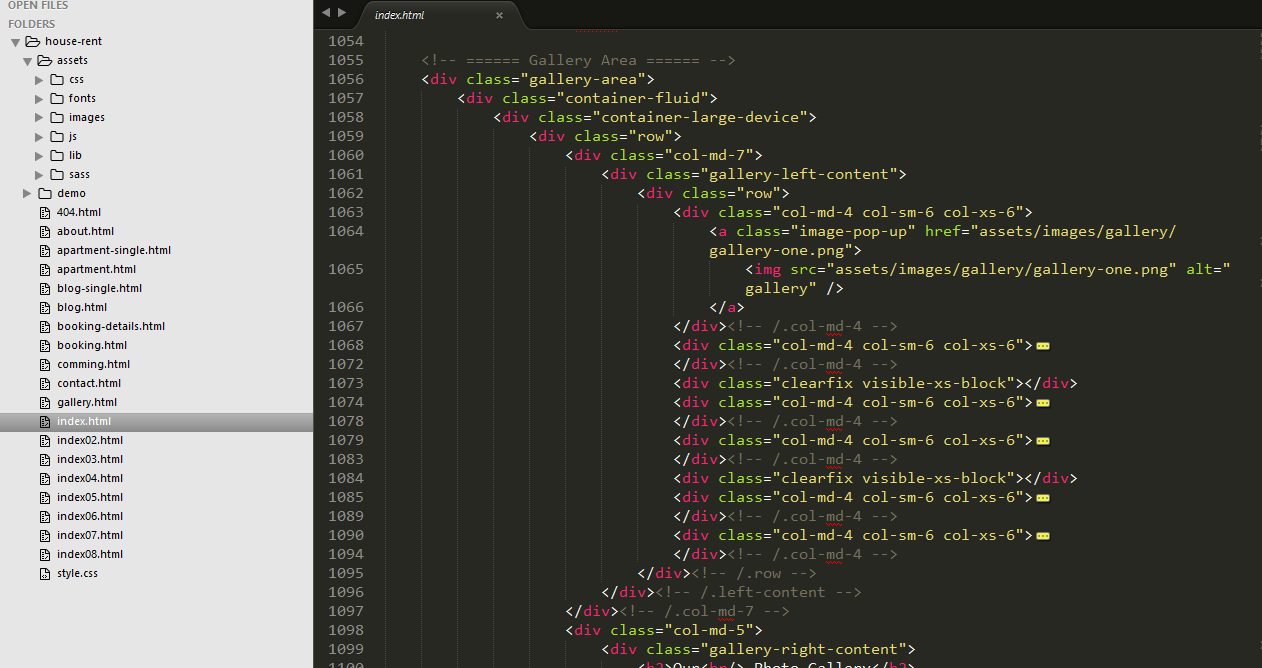 OPEN FILES
FOLDERS
house-rent
assets
css
fonts
images
js
lib
sass
demo
404.html
about.html
apartment-single.html
apartment.html
blog-single.html
blog.html
booking-details.html
booking.html
comming.html
contact.html
gallery.html
index.html
index02.html
index03.html
index04.html
index05.html
index06.html
index07.html
index08.html
style.css
index.html ×
1054
1055 <!-- ====== Gallery Area ====== -->
1056 <div class="gallery-area">
1057 <div class="container-fluid">
1058 <div class="container-large-device">
1059 <div class="row">
1060 <div class="col-md-7">
1061 <div class="gallery-left-content">
1062 <div class="row">
1063 <div class="col-md-4 col-sm-6 col-xs-6">
1064 <a class="image-pop-up" href="assets/images/gallery/
gallery-one.png">
1065 <img src="assets/images/gallery/gallery-one.png" alt="
gallery" />
1066 </a>
1067 </div><!-- /.col-md-4 -->
1068 <div class="col-md-4 col-sm-6 col-xs-6">
1072 </div><!-- /.col-md-4 -->
1073 <div class="clearfix visible-xs-block"></div>
1074 <div class="col-md-4 col-sm-6 col-xs-6">
1078 </div><!-- /.col-md-4 -->
1079 <div class="col-md-4 col-sm-6 col-xs-6">
1083 </div><!-- /.col-md-4 -->
1084 <div class="clearfix visible-xs-block"></div>
1085 <div class="col-md-4 col-sm-6 col-xs-6">
1089 </div><!-- /.col-md-4 -->
1090 <div class="col-md-4 col-sm-6 col-xs-6">
1094 </div><!-- /.col-md-4 -->
1095 </div><!-- /.row -->
1096 </div><!-- /.left-content -->
1097 </div><!-- /.col-md-7 -->
1098 <div class="col-md-5">
1099 <div class="gallery-right-content">
1100 <h2>Our<br/> Photo Gallery</h2>